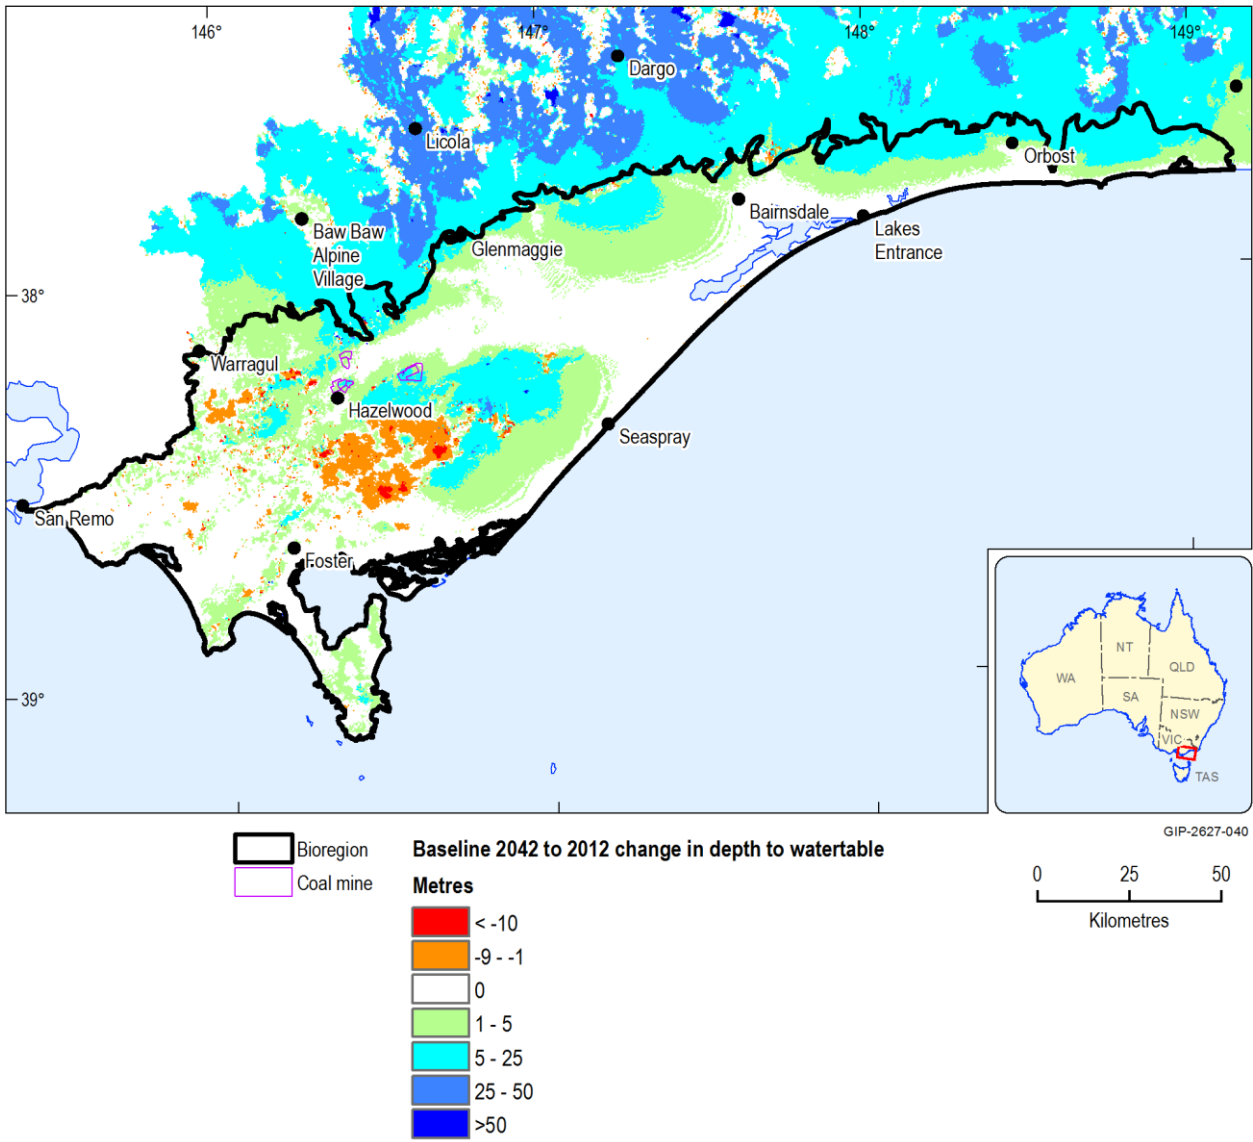 146°
147°
148°
149°
Dargo
Licola
Orbost
Baw Baw
Alpine
Village
Glenmaggie
Bairnsdale
Lakes
Entrance
38°
Warragul
Hazelwood
Seaspray
San Remo
Foster
39°
NT
QLD
WA
SA
NSW
VIC
TAS
GIP-2627-040
Bioregion
Coal mine
Baseline 2042 to 2012 change in depth to watertable
Metres
< -10
-9 - -1
0
1 - 5
5 - 25
25 - 50
>50
0 25 50
Kilometres